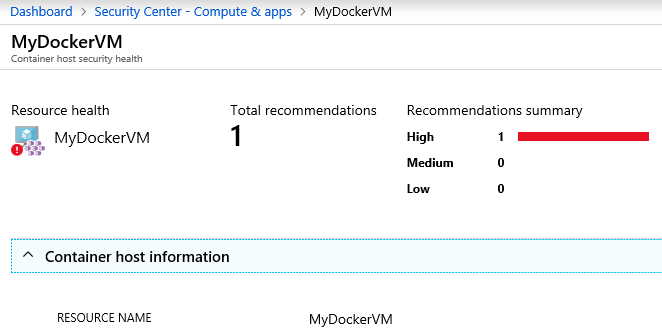 Dashboard > Security Center - Compute & apps > MyDockerVM
MyDockerVM
Container host security health
Resource health
MyDockerVM
Total recommendations
1
Recommendations summary
High 1
Medium 0
Low 0
Container host information
RESOURCE NAME MyDockerVM